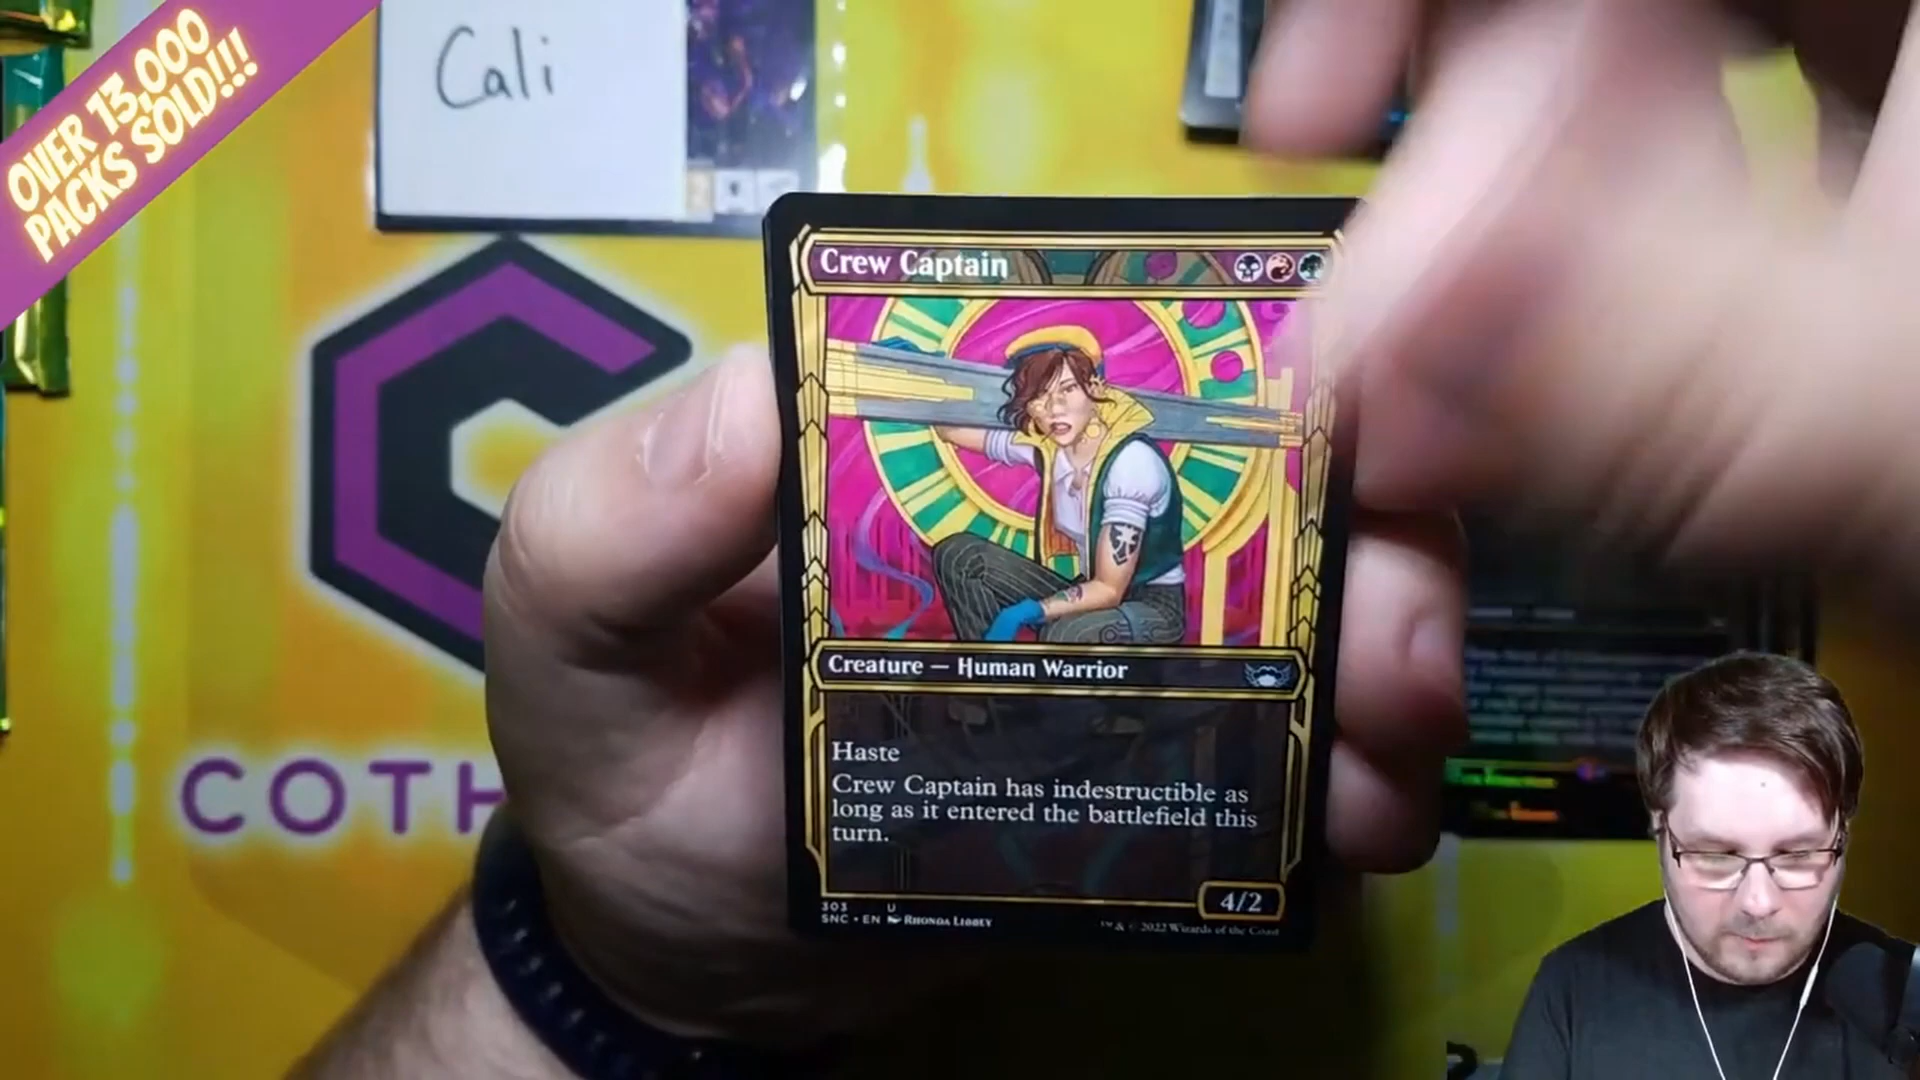 OVER 13,000
PACKS SOLD!!!
Cali
COTH
Crew Captain
Creature — Human Warrior
Haste
Crew Captain has indestructible as
long as it entered the battlefield this
turn.
4/2
303 U
SNC • EN RHONDA LIBBEY
™ & © 2022 Wizards of the Coast